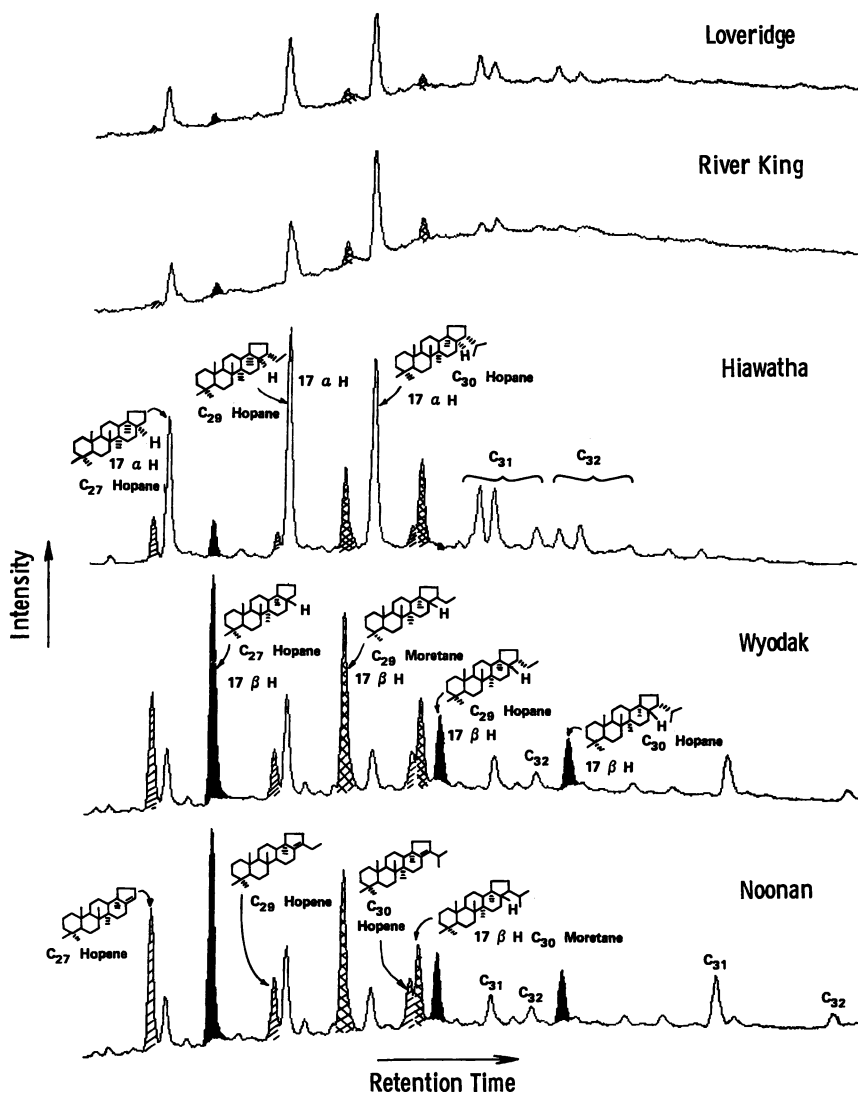 Loveridge
River King
Hiawatha
H
C29 Hopane
17 α H
H
C30 Hopane
17 α H
H
17 α H
C27 Hopane
C31
C32
Intensity
Wyodak
H
C27 Hopane
17 β H
H
C29 Moretane
17 β H
H
C29 Hopane
17 β H
H
C30 Hopane
17 β H
C32
Noonan
C27 Hopene
C29 Hopene
C30
Hopene
H
17 β H C30 Moretane
C31
C32
C31
C32
Retention Time